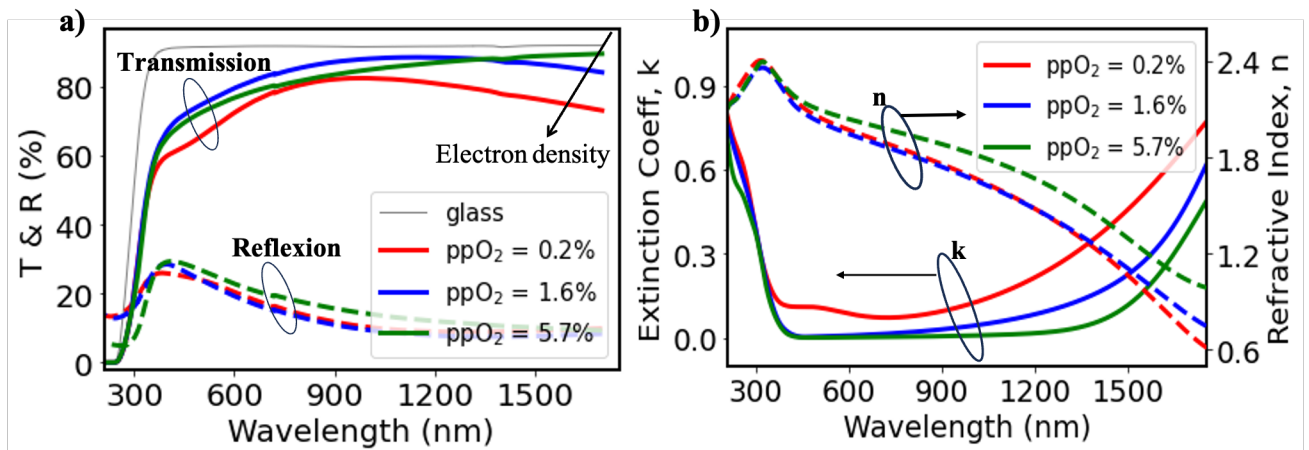 a)
Transmission
Electron density
Reflexion
glass
ppO₂ = 0.2%
ppO₂ = 1.6%
ppO₂ = 5.7%
T & R (%)
80
60
40
20
0
300
600
900
1200
1500
Wavelength (nm)
b)
ppO₂ = 0.2%
ppO₂ = 1.6%
ppO₂ = 5.7%
n
k
Extinction Coeff, k
0.9
0.6
0.3
0.0
2.4
1.8
1.2
0.6
Refractive Index, n
300
600
900
1200
1500
Wavelength (nm)